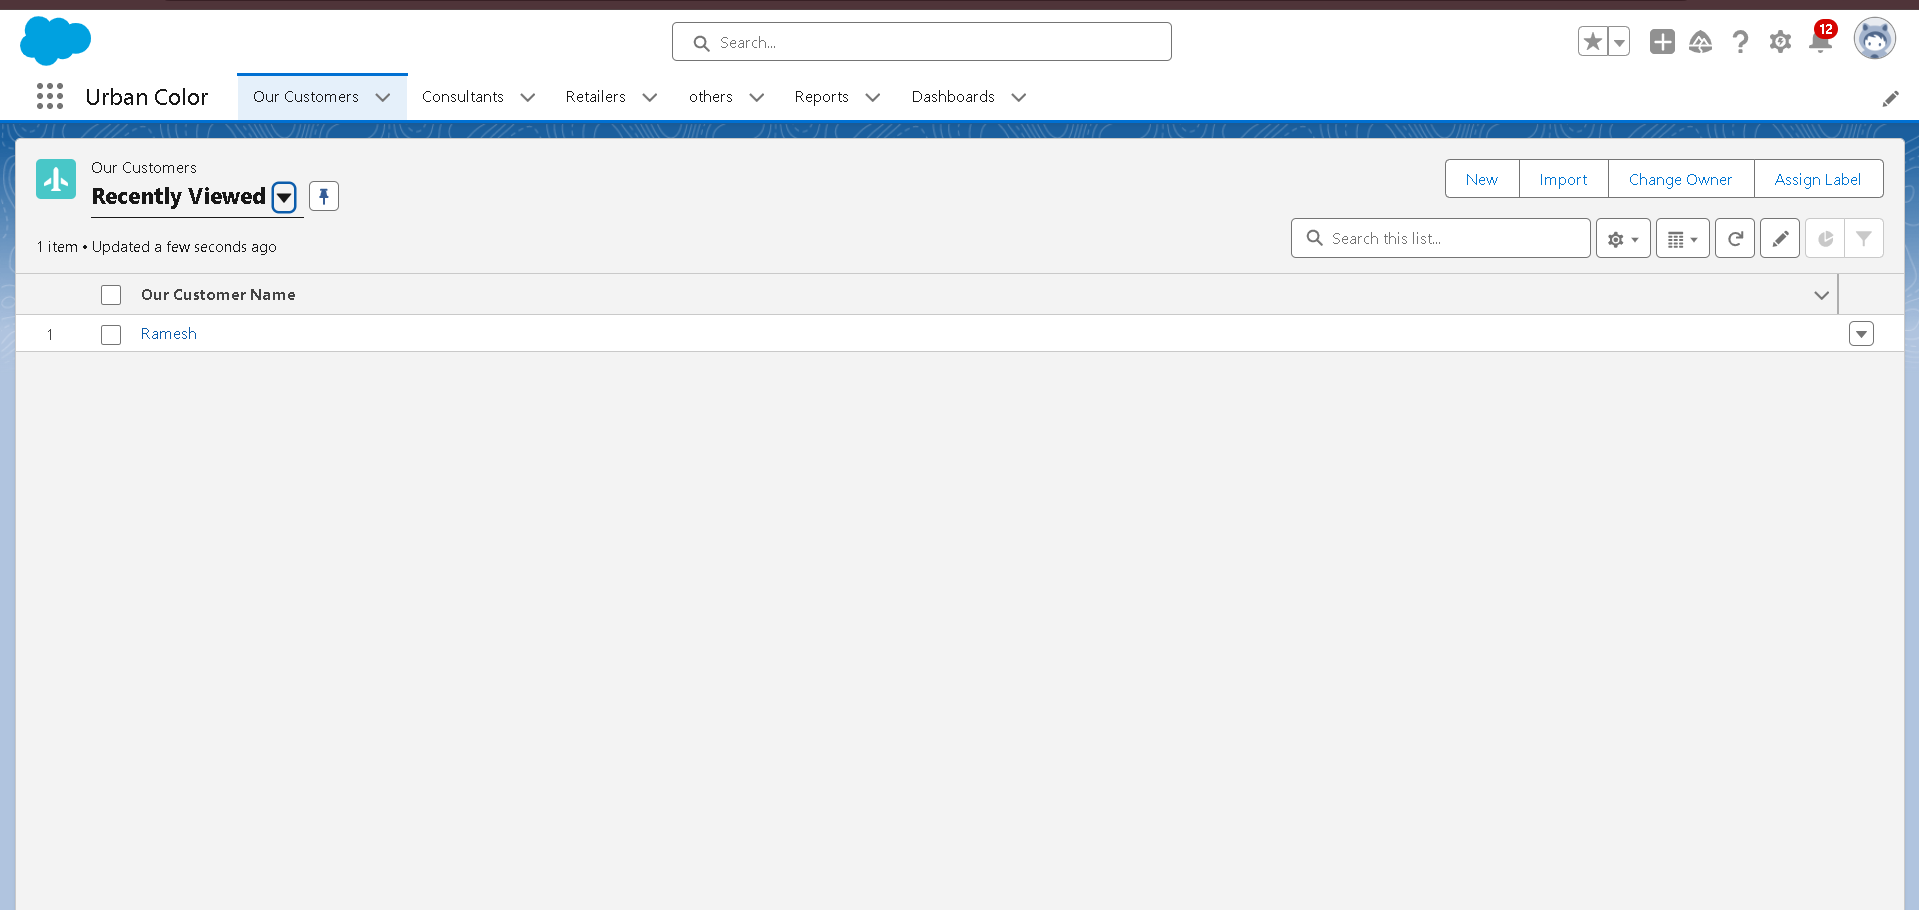 Search...
12
Urban Color
Our Customers
Consultants
Retailers
others
Reports
Dashboards
Our Customers
Recently Viewed
New
Import
Change Owner
Assign Label
1 item • Updated a few seconds ago
Search this list...
Our Customer Name
1
Ramesh